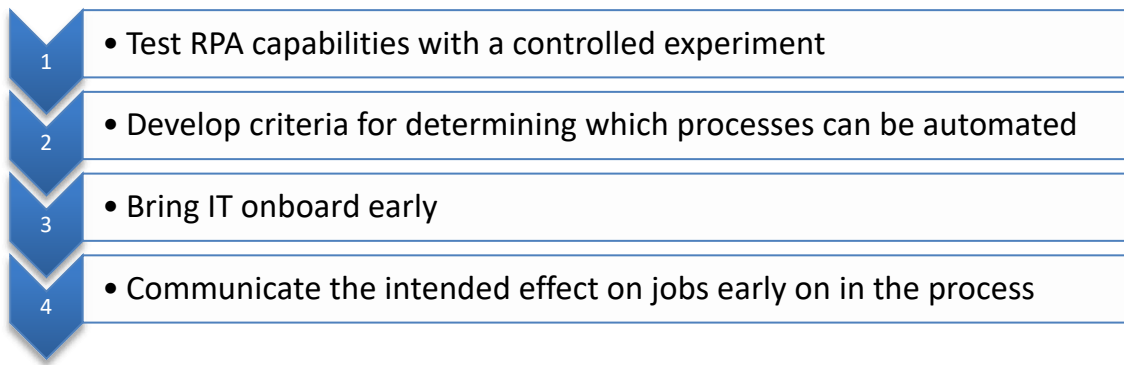 1
• Test RPA capabilities with a controlled experiment
2
• Develop criteria for determining which processes can be automated
3
• Bring IT onboard early
4
• Communicate the intended effect on jobs early on in the process